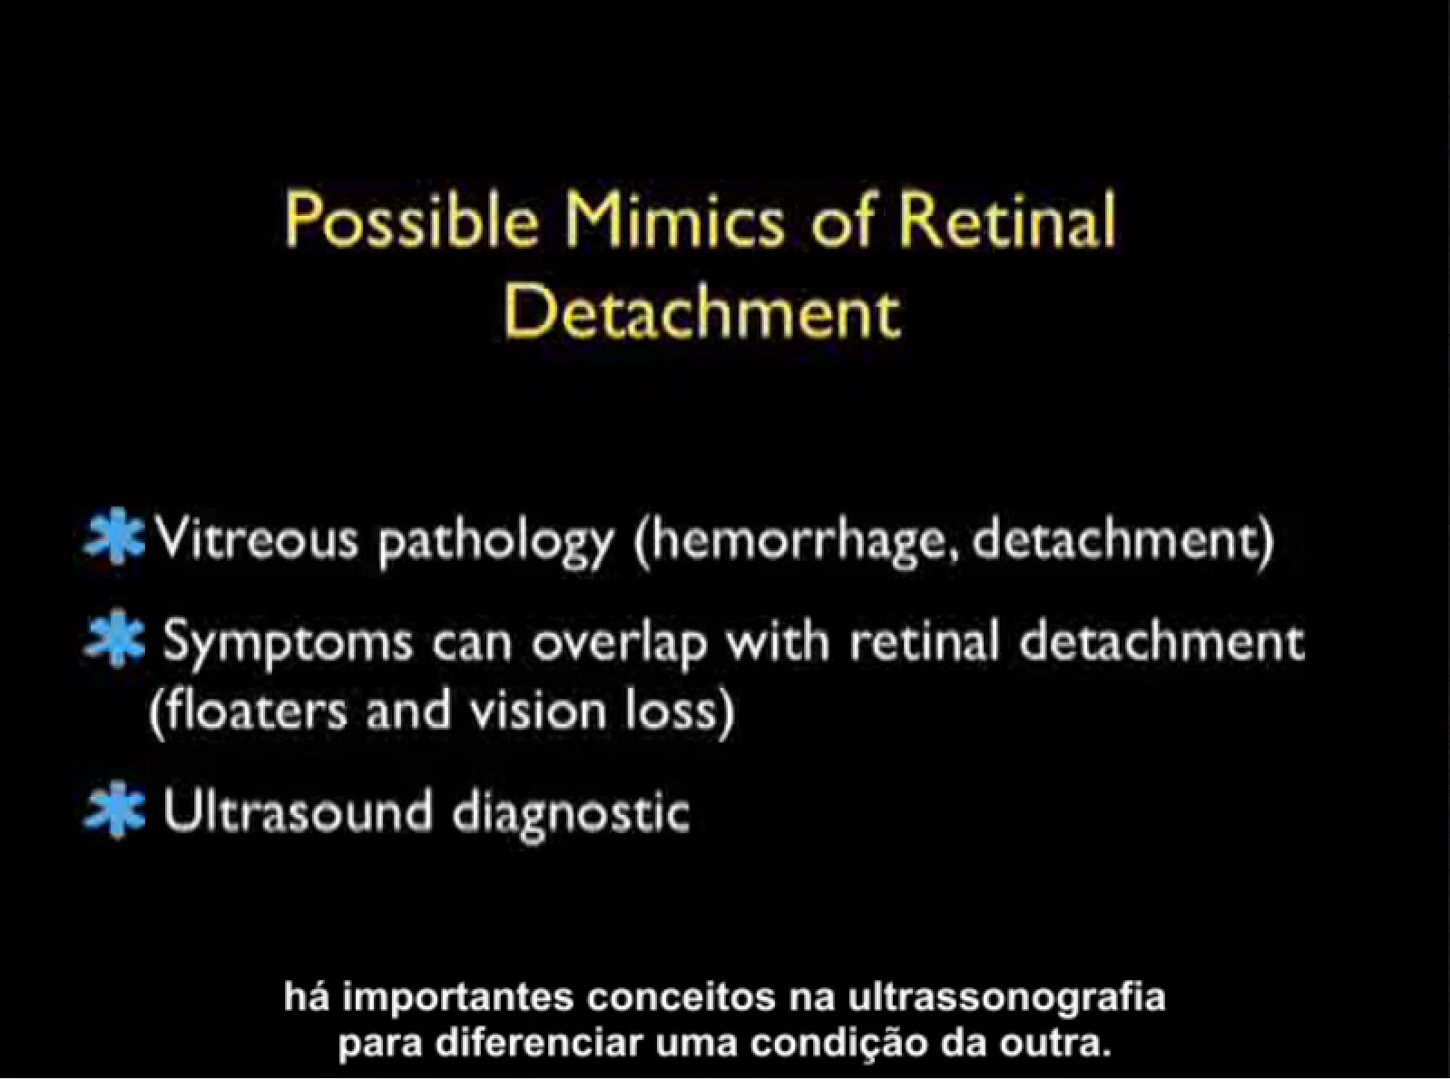 Possible Mimics of Retinal
Detachment
Vitreous pathology (hemorrhage, detachment)
Symptoms can overlap with retinal detachment
(floaters and vision loss)
Ultrasound diagnostic
há importantes conceitos na ultrassonografia
para diferenciar uma condição da outra.